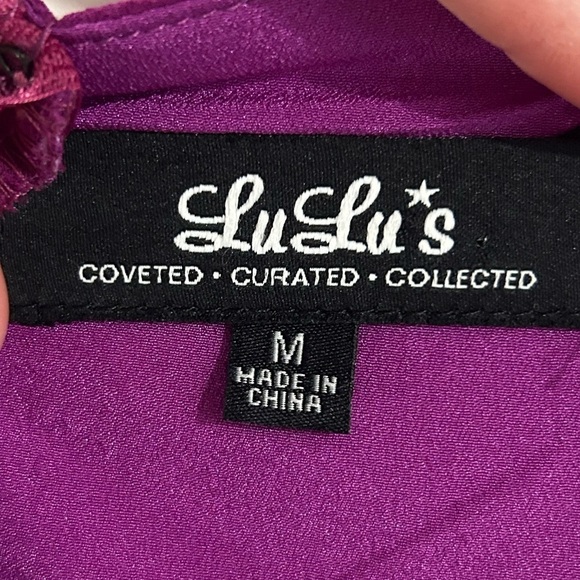 LuLu*s
COVETED • CURATED • COLLECTED
M
MADE IN
CHINA